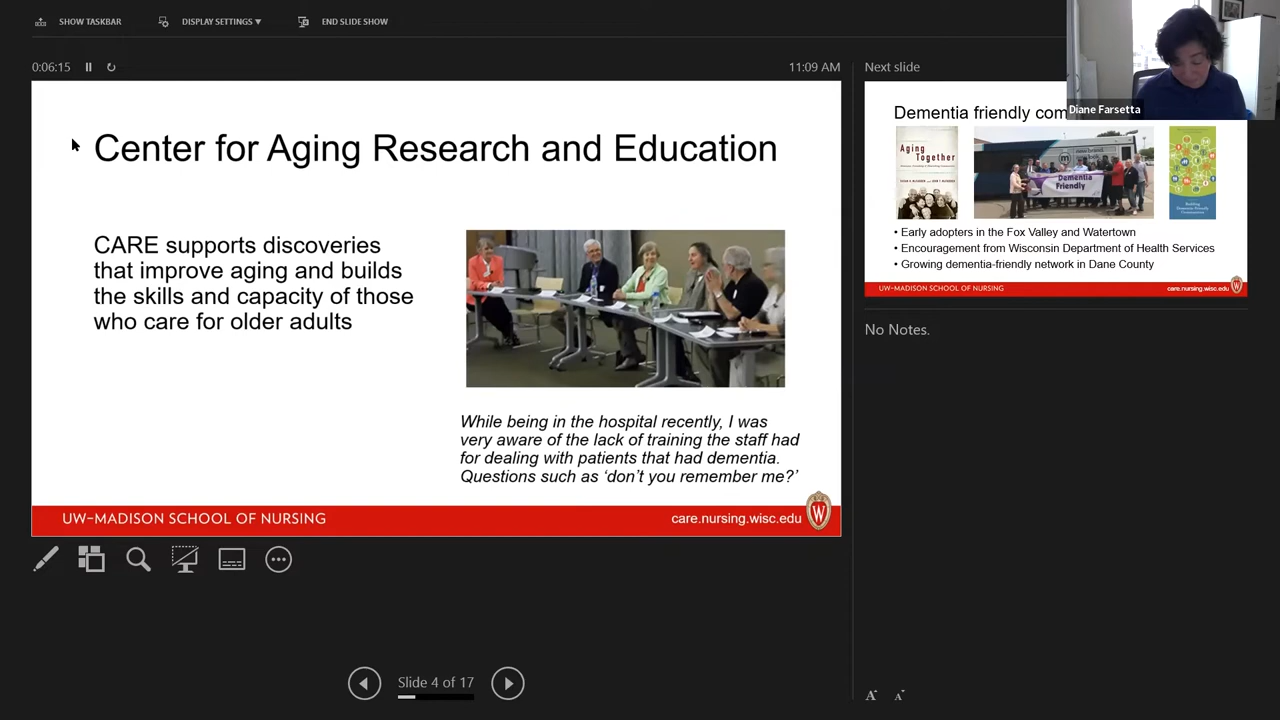 SHOW TASKBAR
DISPLAY SETTINGS ▼
END SLIDE SHOW
0:06:15
11:09 AM
Center for Aging Research and Education
CARE supports discoveries
that improve aging and builds
the skills and capacity of those
who care for older adults
While being in the hospital recently, I was
very aware of the lack of training the staff had
for dealing with patients that had dementia.
Questions such as ‘don’t you remember me?’
UW–MADISON SCHOOL OF NURSING
care.nursing.wisc.edu
W
Slide 4 of 17
Next slide
Diane Farsetta
Dementia friendly com
Aging
Together
Dementia
Friendly
Building
Dementia-Friendly
Communities
• Early adopters in the Fox Valley and Watertown
• Encouragement from Wisconsin Department of Health Services
• Growing dementia-friendly network in Dane County
UW–MADISON SCHOOL OF NURSING
care.nursing.wisc.edu
No Notes.
A
A